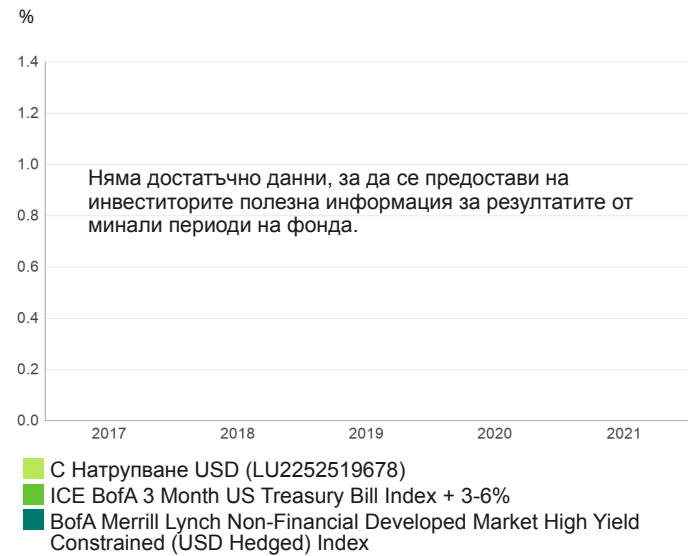 %
1.4
1.2
1.0
Няма достатъчно данни, за да се предостави на
инвеститорите полезна информация за резултатите от
0.8
минали периоди на фонда.
0.6
0.4
0.2
0.0
2017 2018 2019 2020 2021
С Натрупване USD (LU2252519678)
ICE BofA 3 Month US Treasury Bill Index + 3-6%
BofA Merrill Lynch Non-Financial Developed Market High Yield
Constrained (USD Hedged) Index